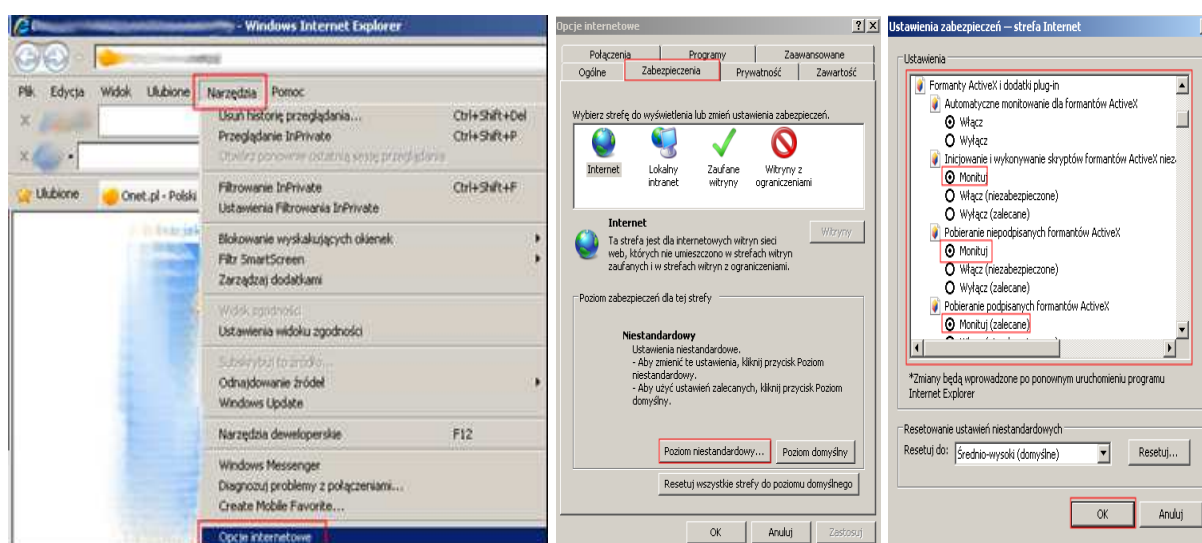 - Windows Internet Explorer
Plik Edycja Widok Ulubione Narzędzia Pomoc
Usuń historię przeglądania... Ctrl+Shift+Del
Przeglądanie InPrivate Ctrl+Shift+P
Otwórz ponownie ostatnią sesję przeglądania
Filtrowanie InPrivate Ctrl+Shift+F
Ustawienia Filtrowania InPrivate
Ulubione
Onet.pl - Polski
Blokowanie wyskakujących okienek
Filtr SmartScreen
Zarządzaj dodatkami
Widok zgodności
Ustawienia widoku zgodności
Subskrybuj to źródło...
Odnajdowanie źródeł
Windows Update
Narzędzia deweloperskie F12
Windows Messenger
Diagnozuj problemy z połączeniami...
Create Mobile Favorite...
Opcje internetowe
Opcje internetowe
Połączenia Programy Zaawansowane
Ogólne Zabezpieczenia Prywatność Zawartość
Wybierz strefę do wyświetlenia lub zmień ustawienia zabezpieczeń.
Internet Lokalny intranet Zaufane witryny Witryny z ograniczeniami
Internet
Witryny
Ta strefa jest dla internetowych witryn sieci
web, których nie umieszczono w strefach witryn
zaufanych i w strefach witryn z ograniczeniami.
Poziom zabezpieczeń dla tej strefy
Niestandardowy
Ustawienia niestandardowe.
- Aby zmienić te ustawienia, kliknij przycisk Poziom
niestandardowy.
- Aby użyć ustawień zalecanych, kliknij przycisk Poziom
domyślny.
Poziom niestandardowy... Poziom domyślny
Resetuj wszystkie strefy do poziomu domyślnego
OK Anuluj Zastosuj
Ustawienia zabezpieczeń — strefa Internet
Ustawienia
Formanty ActiveX i dodatki plug-in
Automatyczne monitowanie dla formantów ActiveX
Włącz
Wyłącz
Inicjowanie i wykonywanie skryptów formantów ActiveX niez
Monituj
Włącz (niezabezpieczone)
Wyłącz (zalecane)
Pobieranie niepodpisanych formantów ActiveX
Monituj
Włącz (niezabezpieczone)
Wyłącz (zalecane)
Pobieranie podpisanych formantów ActiveX
Monituj (zalecane)
*Zmiany będą wprowadzone po ponownym uruchomieniu programu
Internet Explorer
Resetowanie ustawień niestandardowych
Resetuj do: Średnio-wysoki (domyślne) Resetuj...
OK Anuluj